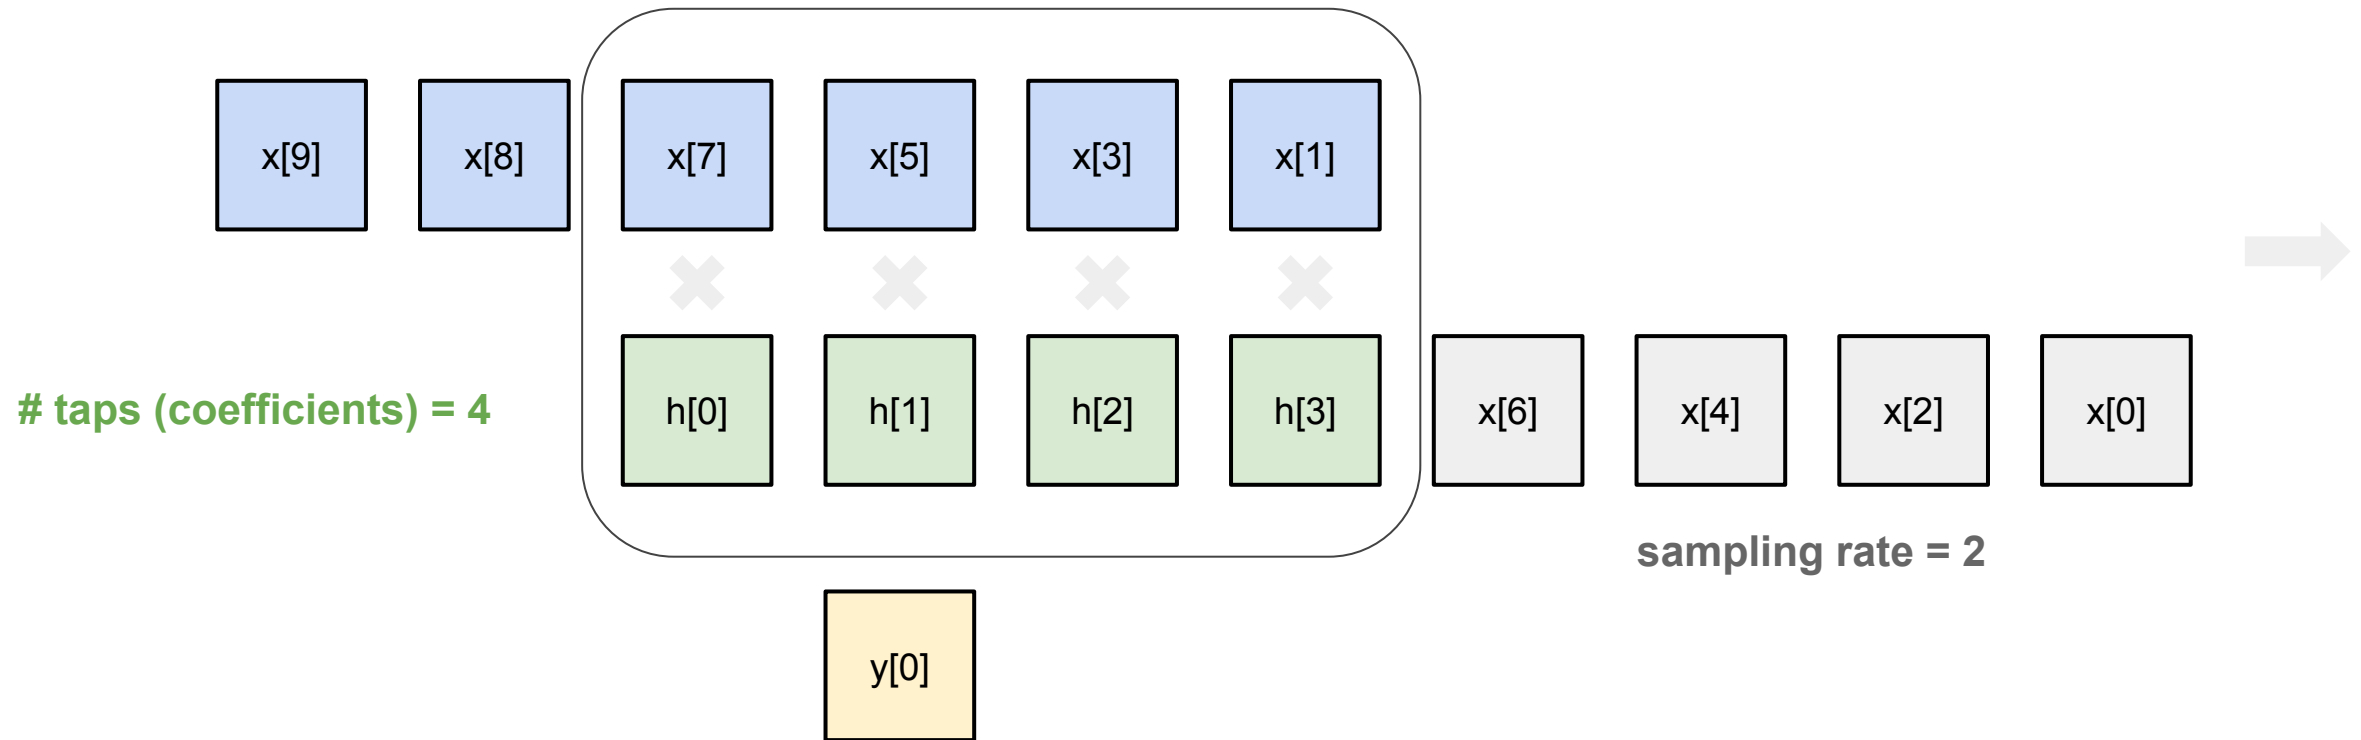 x[9] x[8] x[7] x[5] x[3] x[1]
# taps (coefficients) = 4 h[0] h[1] h[2] h[3] x[6] x[4] x[2] x[0]
sampling rate = 2
y[0]